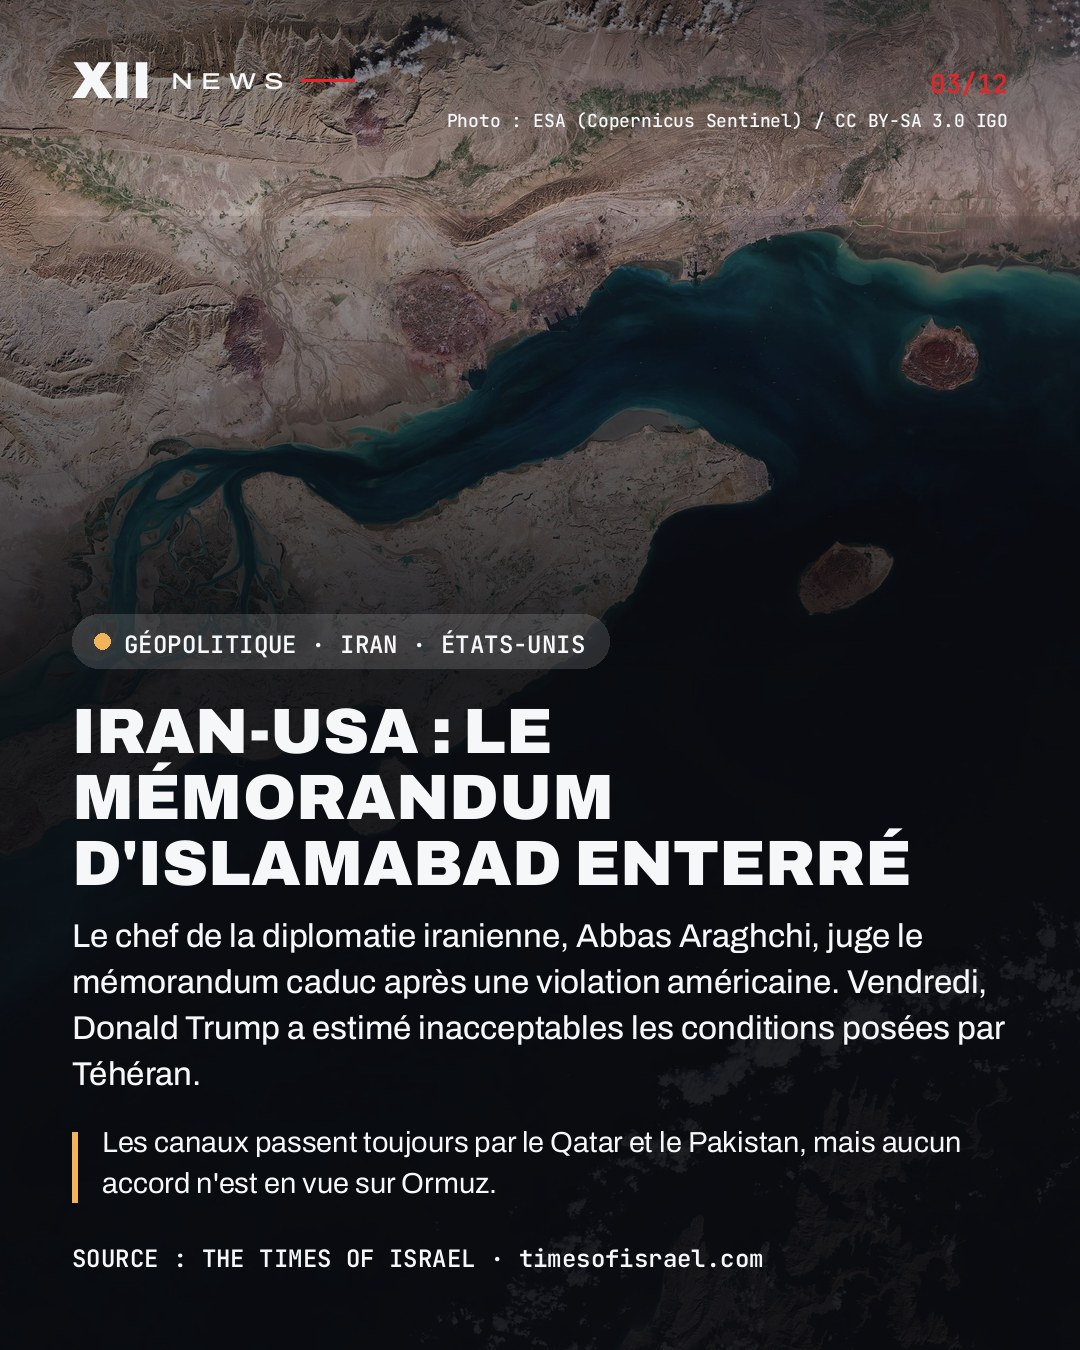 XII NEWS
03/12
Photo : ESA (Copernicus Sentinel) / CC BY-SA 3.0 IGO
GÉOPOLITIQUE · IRAN · ÉTATS-UNIS
IRAN-USA : LE
MÉMORANDUM
D'ISLAMABAD ENTERRÉ
Le chef de la diplomatie iranienne, Abbas Araghchi, juge le
mémorandum caduc après une violation américaine. Vendredi,
Donald Trump a estimé inacceptables les conditions posées par
Téhéran.
Les canaux passent toujours par le Qatar et le Pakistan, mais aucun
accord n'est en vue sur Ormuz.
SOURCE : THE TIMES OF ISRAEL · timesofisrael.com